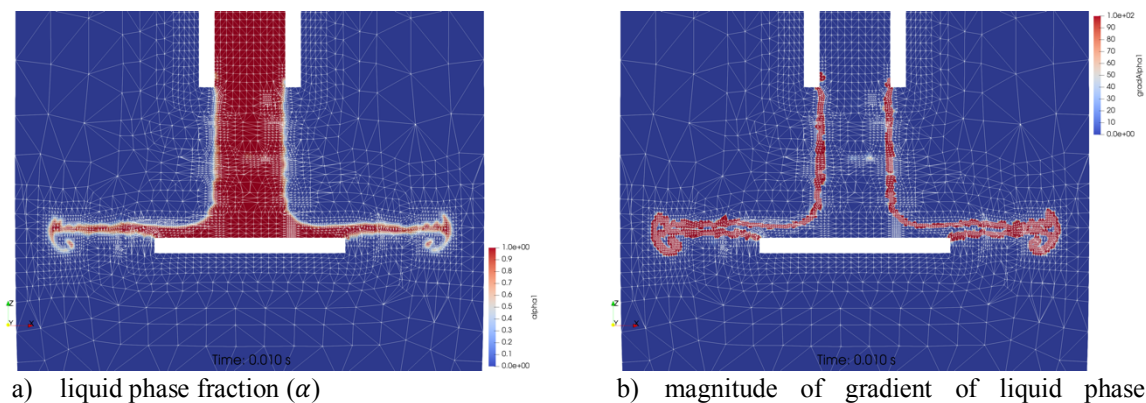 1.0e+00
0.9
0.8
0.7
0.6
0.5
0.4
0.3
0.2
0.1
0.0e+00
alpha1
Z
Y
X
Time: 0.010 s
a) liquid phase fraction (α)
1.0e+02
90
80
70
60
50
40
30
20
10
0.0e+00
gradAlpha1
Z
Y
X
Time: 0.010 s
b) magnitude of gradient of liquid phase